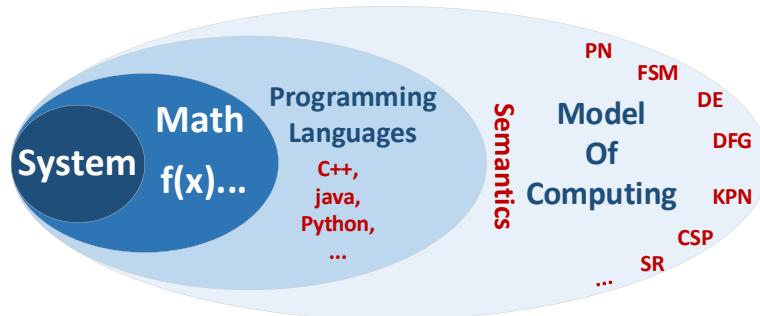 System
Math
f(x)...
Programming
Languages
C++,
java,
Python,
...
Semantics
Model
Of
Computing
PN
FSM
DE
DFG
KPN
CSP
SR
...